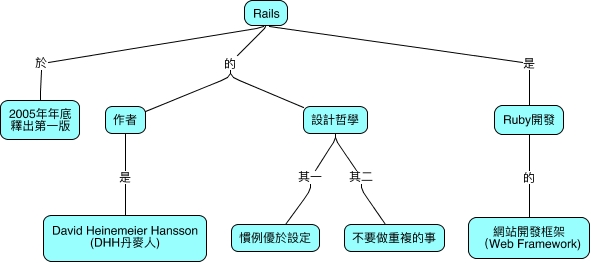 Rails
於
的
是
2005年年底
釋出第一版
作者
設計哲學
Ruby開發
是
其一
其二
的
David Heinemeier Hansson
(DHH丹麥人)
慣例優於設定
不要做重複的事
網站開發框架
（Web Framework)